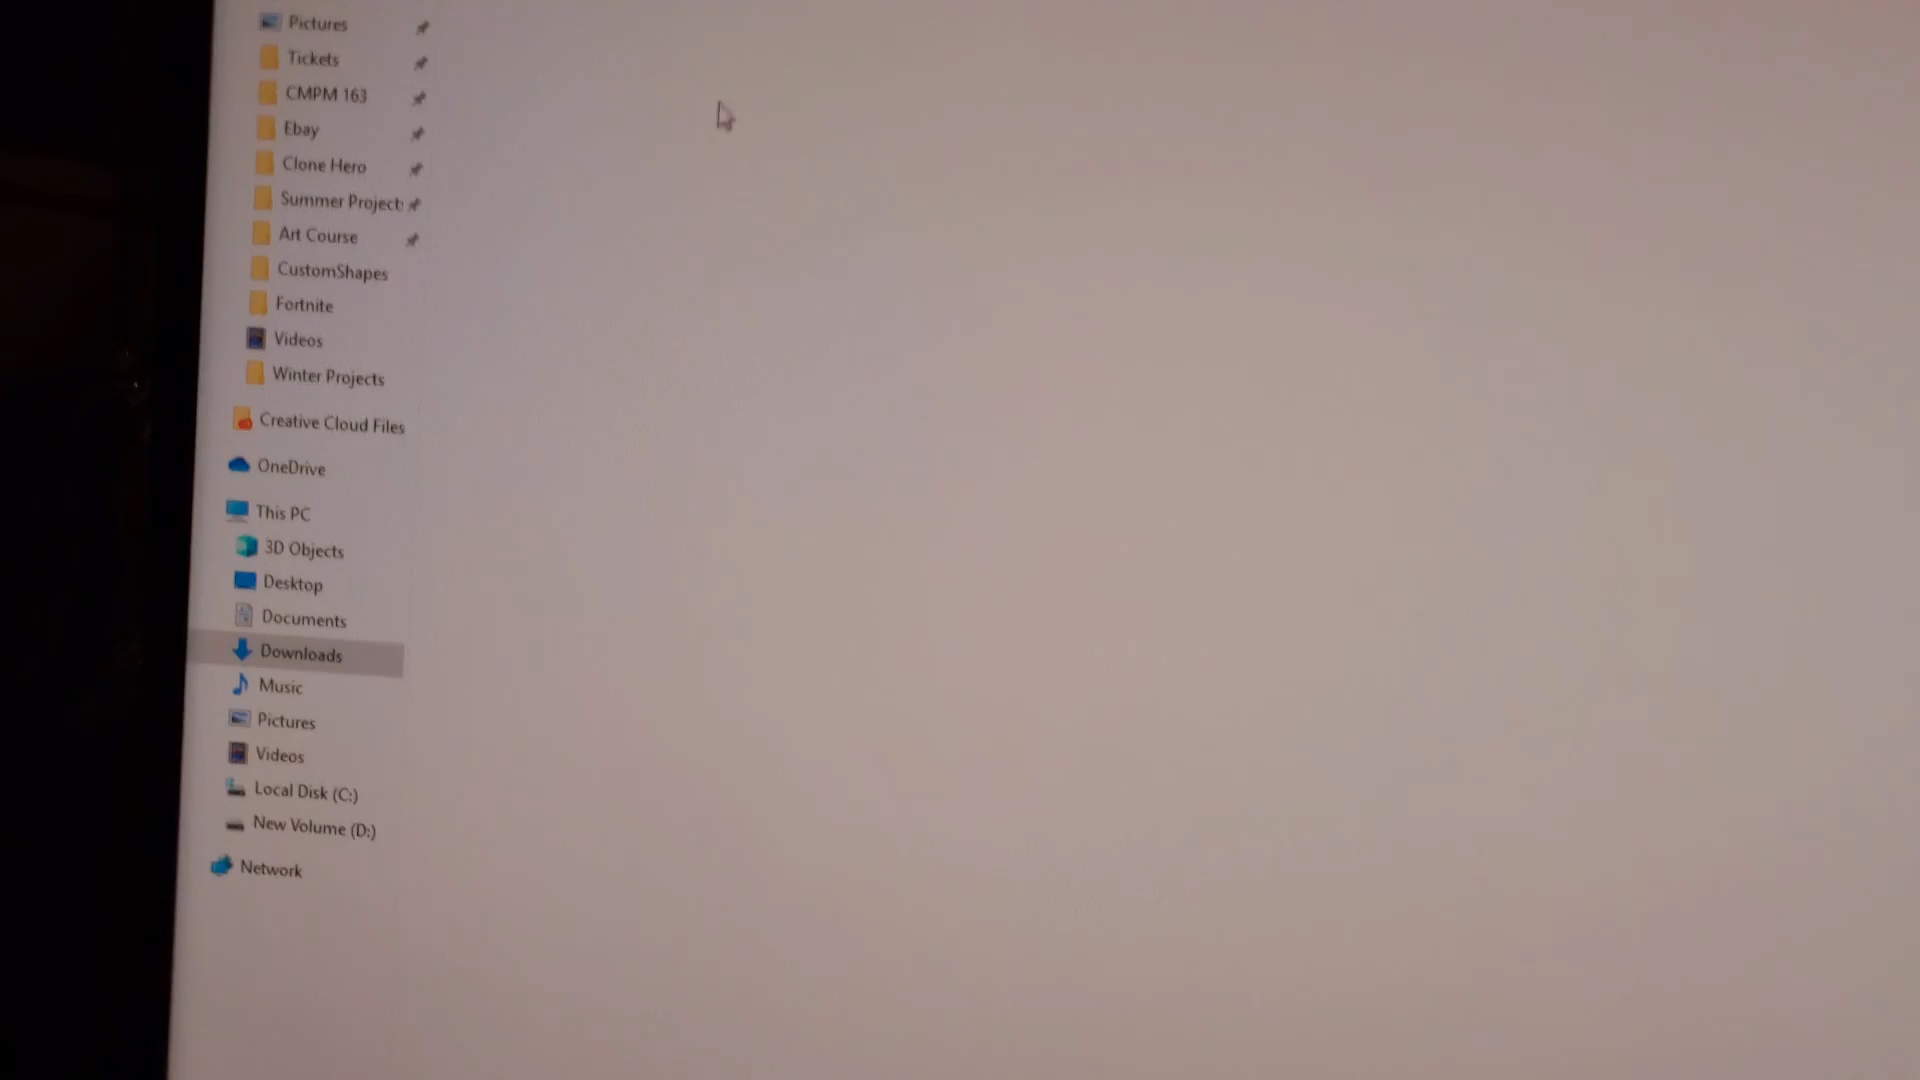 Pictures
Tickets
CMPM 163
Ebay
Clone Hero
Summer Project
Art Course
CustomShapes
Fortnite
Videos
Winter Projects
Creative Cloud Files
OneDrive
This PC
3D Objects
Desktop
Documents
Downloads
Music
Pictures
Videos
Local Disk (C:)
New Volume (D:)
Network